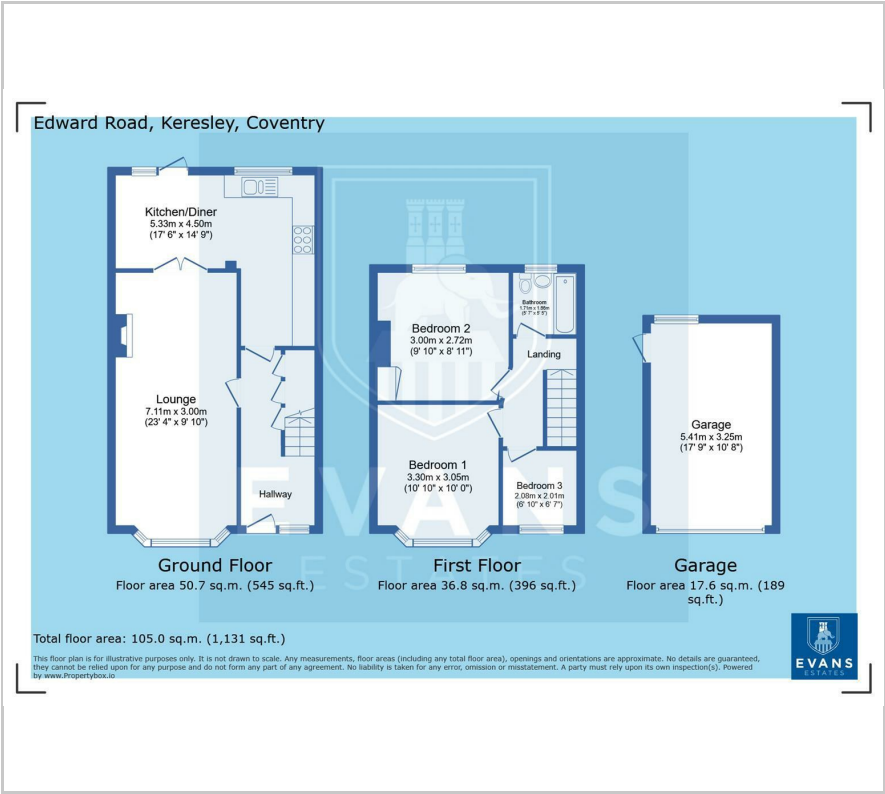 Edward Road, Keresley, Coventry
Kitchen/Diner
5.33m x 4.50m
(17' 6" x 14' 9")
Lounge
7.11m x 3.00m
(23' 4" x 9' 10")
Hallway
Ground Floor
Floor area 50.7 sq.m. (545 sq.ft.)
Bedroom 2
3.00m x 2.72m
(9' 10" x 8' 11")
Bathroom
Landing
Bedroom 1
3.30m x 3.05m
(10' 10" x 10' 0")
Bedroom 3
2.08m x 2.01m
(6' 10" x 6' 7")
First Floor
Floor area 36.8 sq.m. (396 sq.ft.)
Garage
5.41m x 3.25m
(17' 9" x 10' 8")
Garage
Floor area 17.6 sq.m. (189
sq.ft.)
EVANS
ESTATES
Total floor area: 105.0 sq.m. (1,131 sq.ft.)
This floor plan is for illustrative purposes only. It is not drawn to scale. Any measurements, floor areas (including any total floor area), openings and orientations are approximate. No details are guaranteed,
they cannot be relied upon for any purpose and do not form any part of any agreement. No liability is taken for any error, omission or misstatement. A party must rely upon its own inspection(s). Powered
by www.Propertybox.io
EVANS
ESTATES